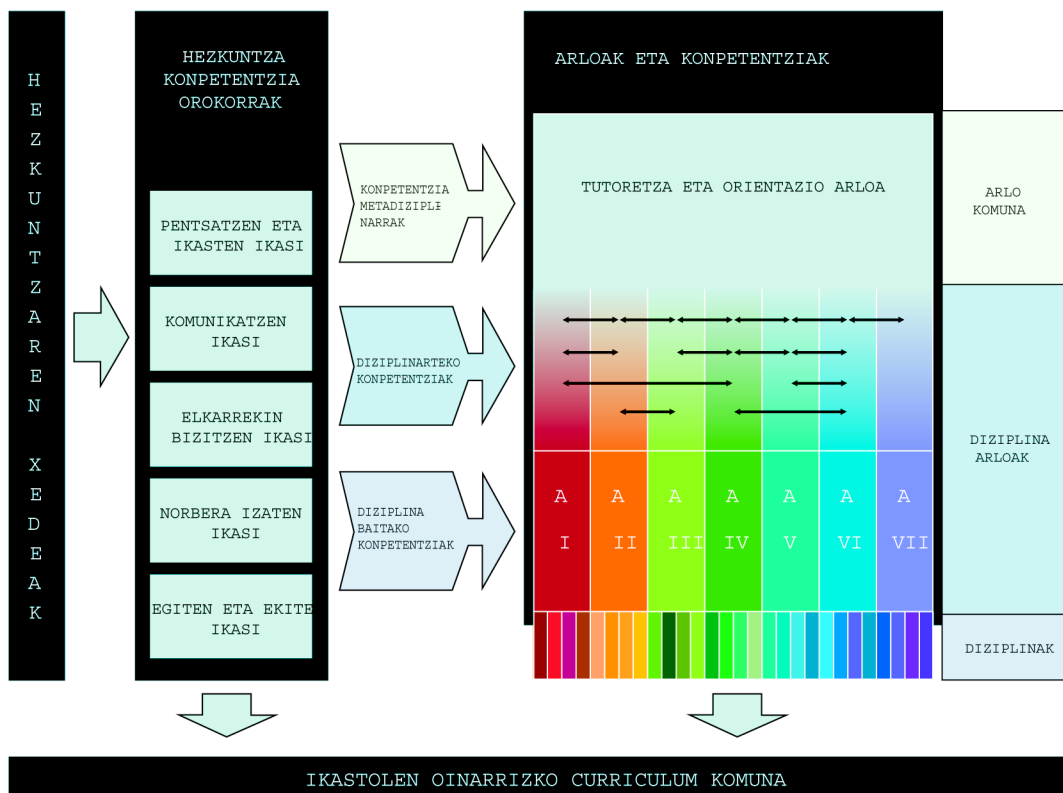 HEZKUNTZAREN XEDEAK
HEZKUNTZA
KONPETENTZIA
OROKORRAK
PENTSATZEN ETA
IKASTEN IKASI
KOMUNIKATZEN
IKASI
ELKARREKIN
BIZITZEN IKASI
NORBERA IZATEN
IKASI
EGITEN ETA EKITE
IKASI
KONPETENTZIA
METADIZIPLI-
NARRAK
DIZIPLINARTEKO
KONPETENTZIAK
DIZIPLINA
BAITAKO
KONPETENTZIAK
ARLOAK ETA KONPETENTZIAK
TUTORETZA ETA ORIENTAZIO ARLOA
A A A A A A A
I II III IV V VI VII
ARLO
KOMUNA
DIZIPLINA
ARLOAK
DIZIPLINAK
IKASTOLEN OINARRIZKO CURRICULUM KOMUNA